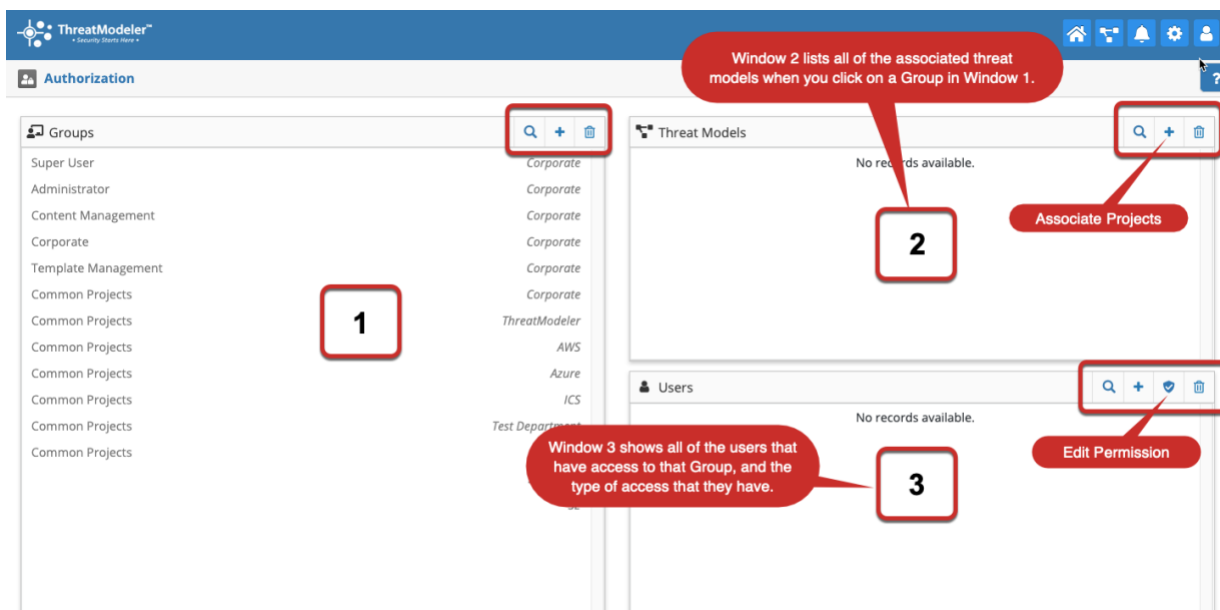 ThreatModeler™
• Security Starts Here •
Authorization
?
Window 2 lists all of the associated threat
models when you click on a Group in Window 1.
Groups
Super User Corporate
Administrator Corporate
Content Management Corporate
Corporate Corporate
Template Management Corporate
Common Projects Corporate
Common Projects ThreatModeler
Common Projects AWS
Common Projects Azure
Common Projects ICS
Common Projects Test Department
Common Projects
1
Threat Models
No records available.
Associate Projects
2
Users
No records available.
Edit Permission
Window 3 shows all of the users that
have access to that Group, and the
type of access that they have.
3